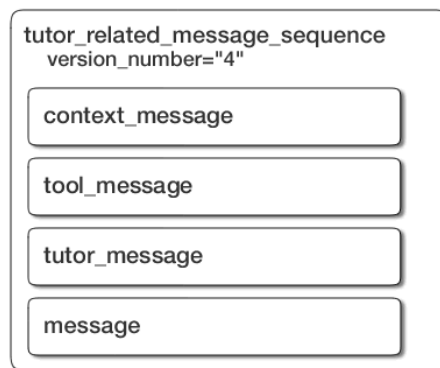 tutor_related_message_sequence
version_number="4"
context_message
tool_message
tutor_message
message